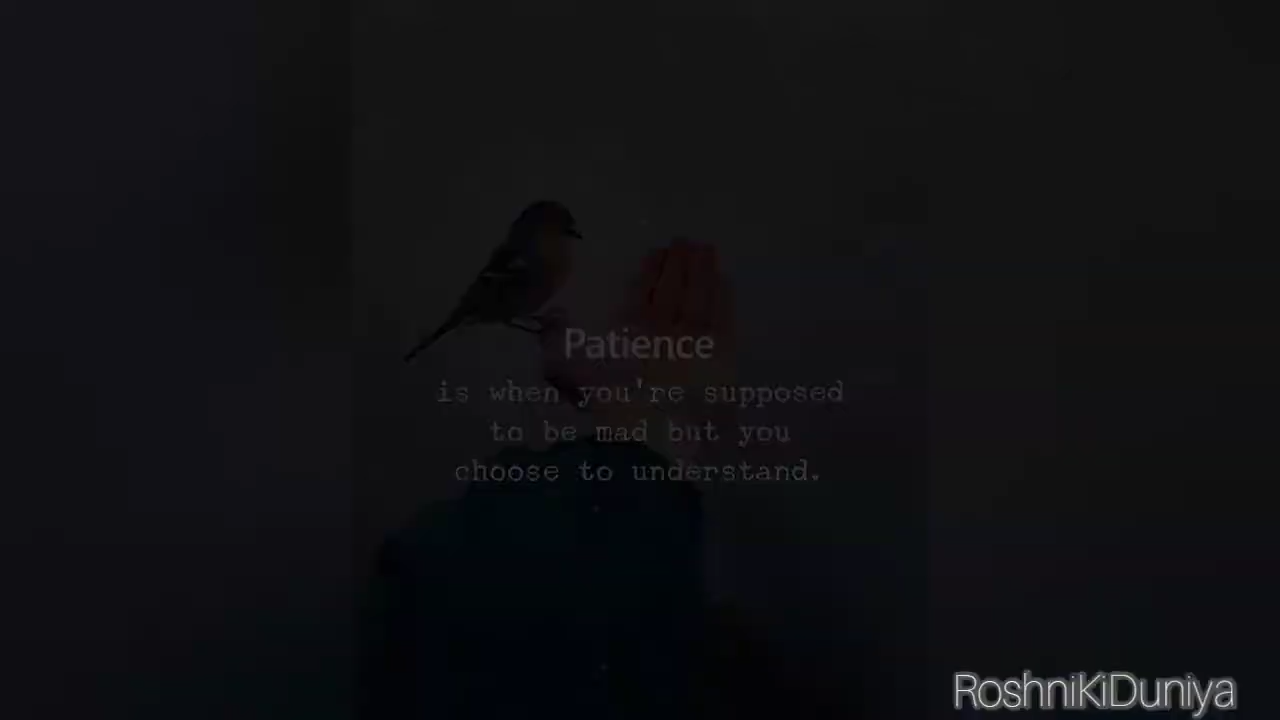 Patience
is when you're supposed
to be mad but you
choose to understand.
RoshniKiDuniya